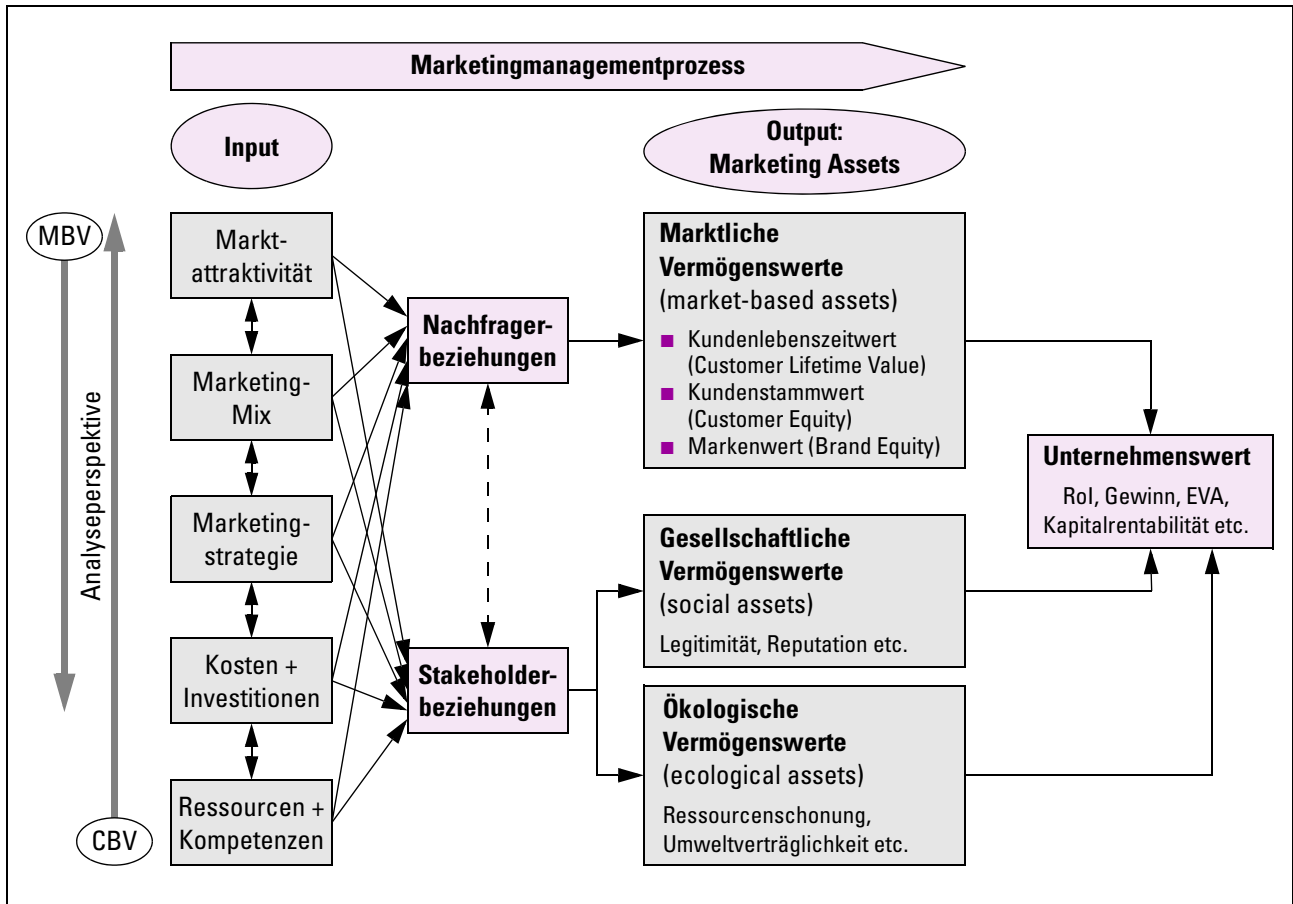 Marketingmanagementprozess
Input
Output:
Marketing Assets
MBV
CBV
Analyseperspektive
Markt-
attraktivität
Marketing-
Mix
Marketing-
strategie
Kosten +
Investitionen
Ressourcen +
Kompetenzen
Nachfrager-
beziehungen
Stakeholder-
beziehungen
Marktliche
Vermögenswerte
(market-based assets)
■ Kundenlebenszeitwert
(Customer Lifetime Value)
■ Kundenstammwert
(Customer Equity)
■ Markenwert (Brand Equity)
Gesellschaftliche
Vermögenswerte
(social assets)
Legitimität, Reputation etc.
Ökologische
Vermögenswerte
(ecological assets)
Ressourcenschonung,
Umweltverträglichkeit etc.
Unternehmenswert
RoI, Gewinn, EVA,
Kapitalrentabilität etc.